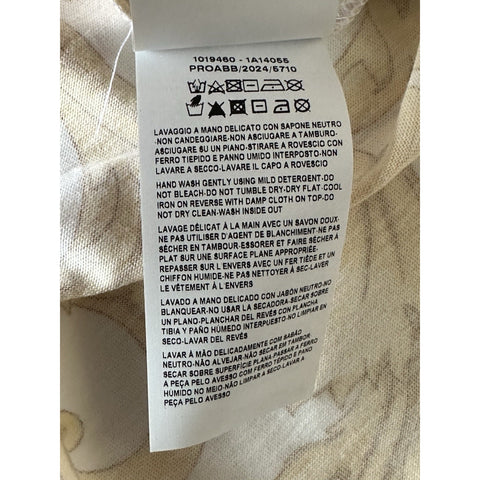 1019460 - 1A14055
PROABB/2024/5710
LAVAGGIO A MANO DELICATO CON SAPONE NEUTRO
-NON CANDEGGIARE-NON ASCIUGARE A TAMBURO-
ASCIUGARE SU UN PIANO-STIRARE A ROVESCIO CON
FERRO TIEPIDO E PANNO UMIDO INTERPOSTO-NON
LAVARE A SECCO-LAVARE IL CAPO A ROVESCIO
HAND WASH GENTLY USING MILD DETERGENT-DO
NOT BLEACH-DO NOT TUMBLE DRY-DRY FLAT-COOL
IRON ON REVERSE WITH DAMP CLOTH ON TOP-DO
NOT DRY CLEAN-WASH INSIDE OUT
LAVAGE DÉLICAT À LA MAIN AVEC UN SAVON DOUX-
NE PAS UTILISER D'AGENT DE BLANCHIMENT-NE PAS
SÉCHER EN TAMBOUR-ESSORER ET FAIRE SÉCHER À
PLAT SUR UNE SURFACE PLANE APPROPRIÉE-
REPASSER SUR L'ENVERS AVEC UN FER TIÈDE ET UN
CHIFFON HUMIDE-NE PAS NETTOYER À SEC-LAVER
LE VÊTEMENT À L'ENVERS
LAVADO A MANO DELICADO CON JABÓN NEUTRO-NO
BLANQUEAR-NO USAR LA SECADORA-SECAR SOBRE
UN PLANO-PLANCHAR DEL REVÉS CON PLANCHA
TIBIA Y PAÑO HÚMEDO INTERPUESTO-NO LIMPIAR EN
SECO-LAVAR DEL REVÉS
LAVAR À MÃO DELICADAMENTE COM SABÃO
NEUTRO-NÃO ALVEJAR-NÃO SECAR EM TAMBOR-
SECAR SOBRE SUPERFÍCIE PLANA-PASSAR A FERRO
A PEÇA PELO AVESSO COM FERRO TÉPIDO E PANO
HÚMIDO NO MEIO-NÃO LIMPAR A SECO-LAVAR
A PEÇA PELO AVESSO